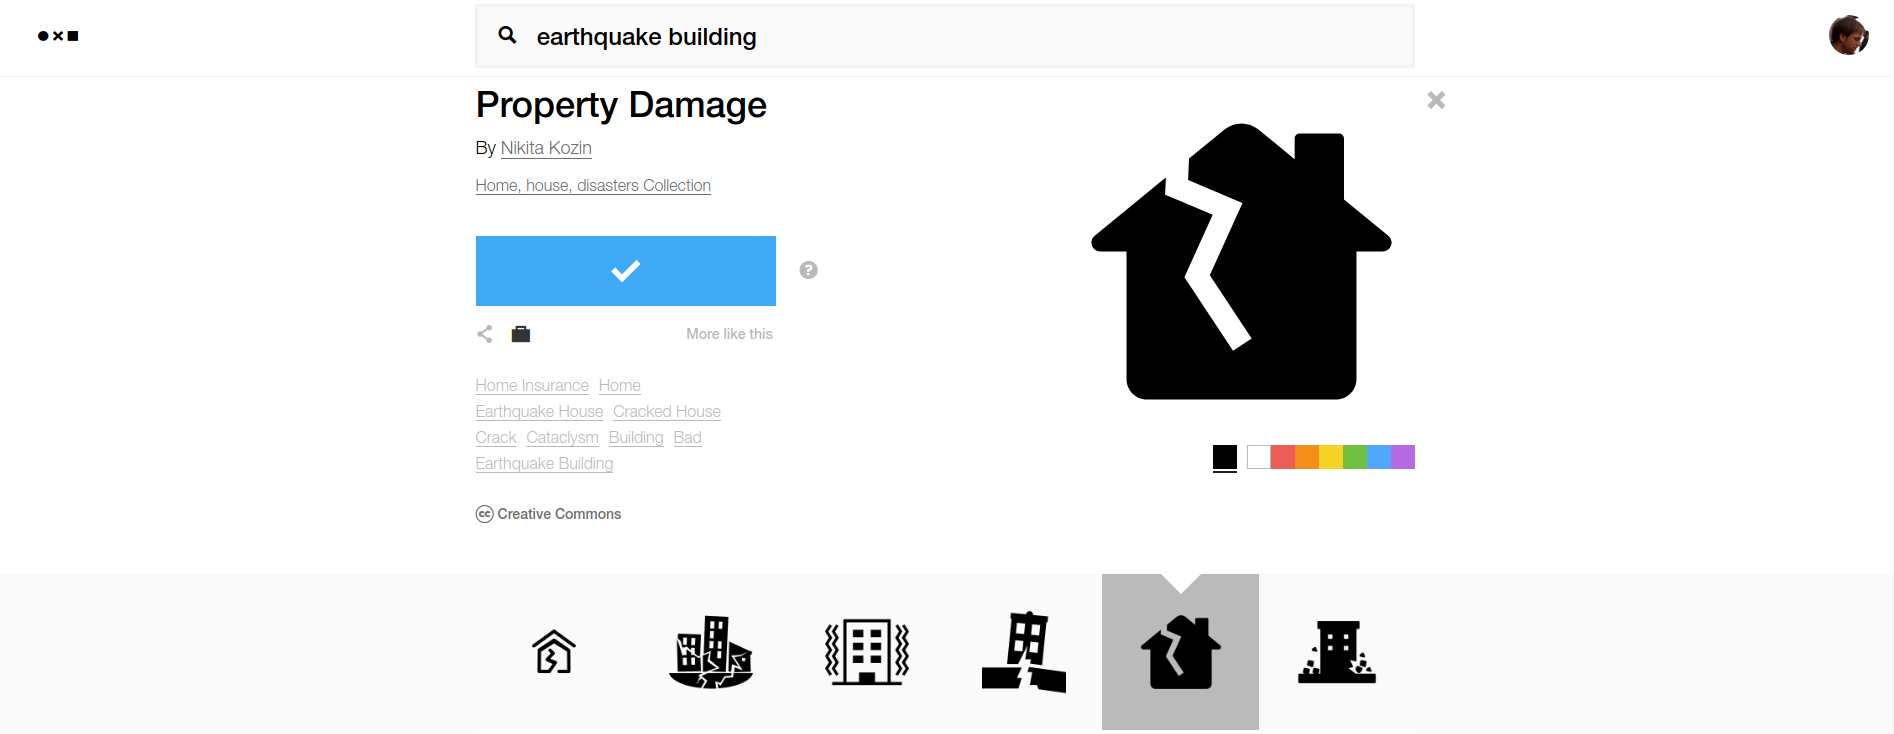 earthquake building
Property Damage
By Nikita Kozin
Home, house, disasters Collection
?
More like this
Home Insurance Home
Earthquake House Cracked House
Crack Cataclysm Building Bad
Earthquake Building
cc Creative Commons